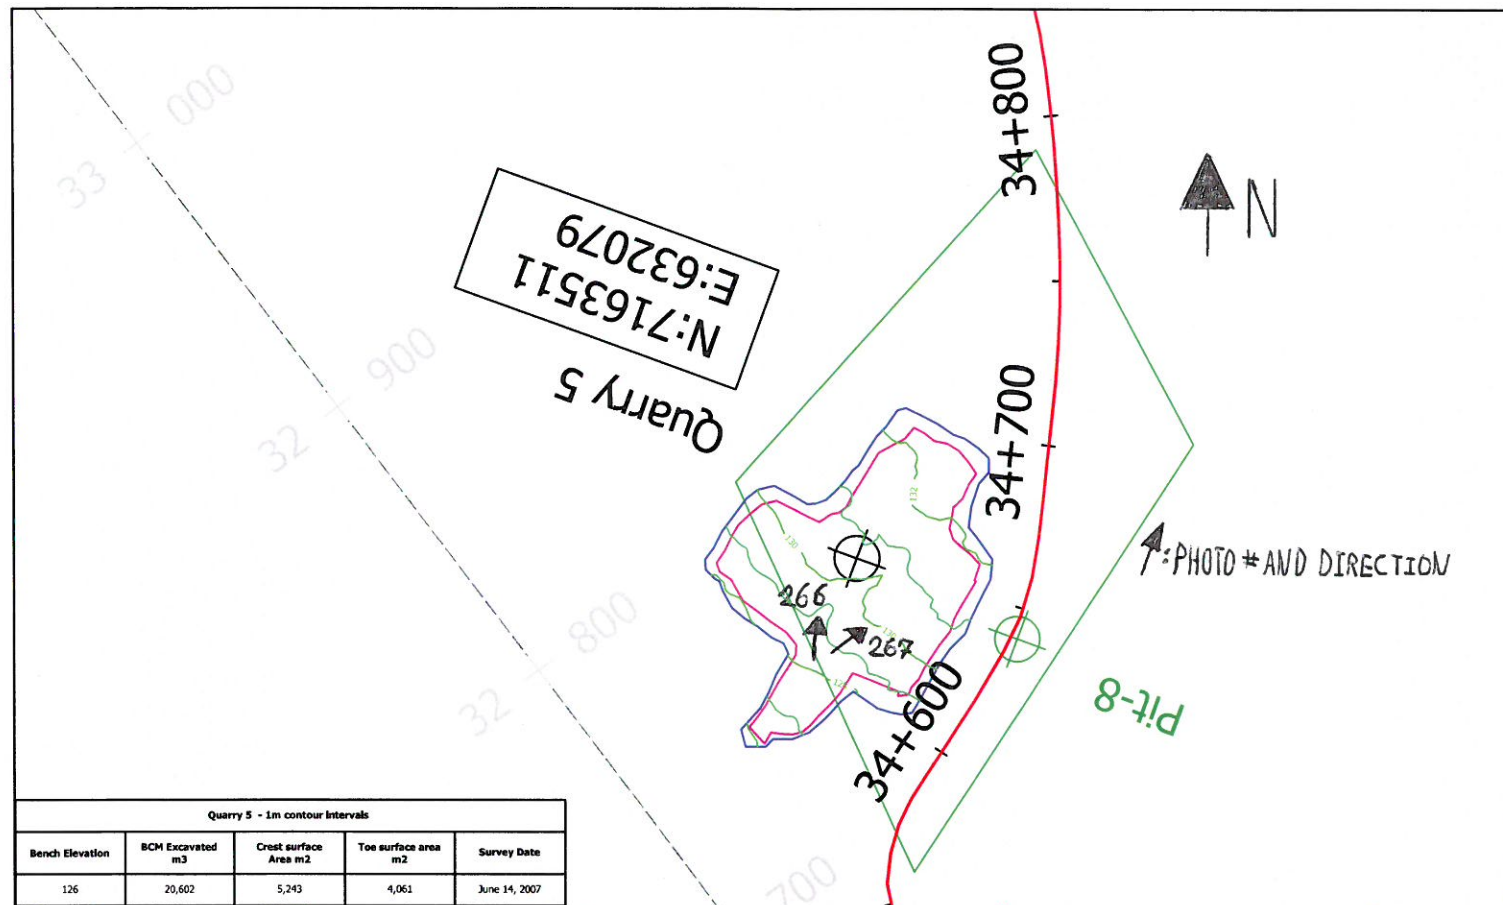 000
33
34+800
N
N:7163511
E:632079
Quarry 5
900
32
34+700
132
130
266
267
130
:PHOTO # AND DIRECTION
800
32
34+600
Pit-8
700
Quarry 5 - 1m contour intervals
Bench Elevation
BCM Excavated m3
Crest surface Area m2
Toe surface area m2
Survey Date
126
20,602
5,243
4,061
June 14, 2007